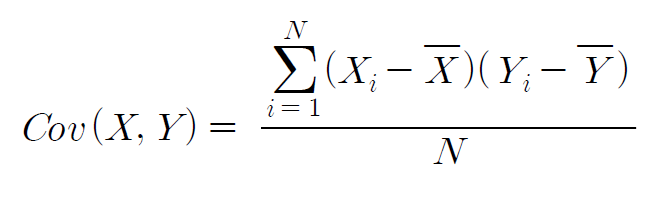 Cov(X, Y) = \frac{\sum_{i=1}^{N}(X_i - \overline{X})(Y_i - \overline{Y})}{N}